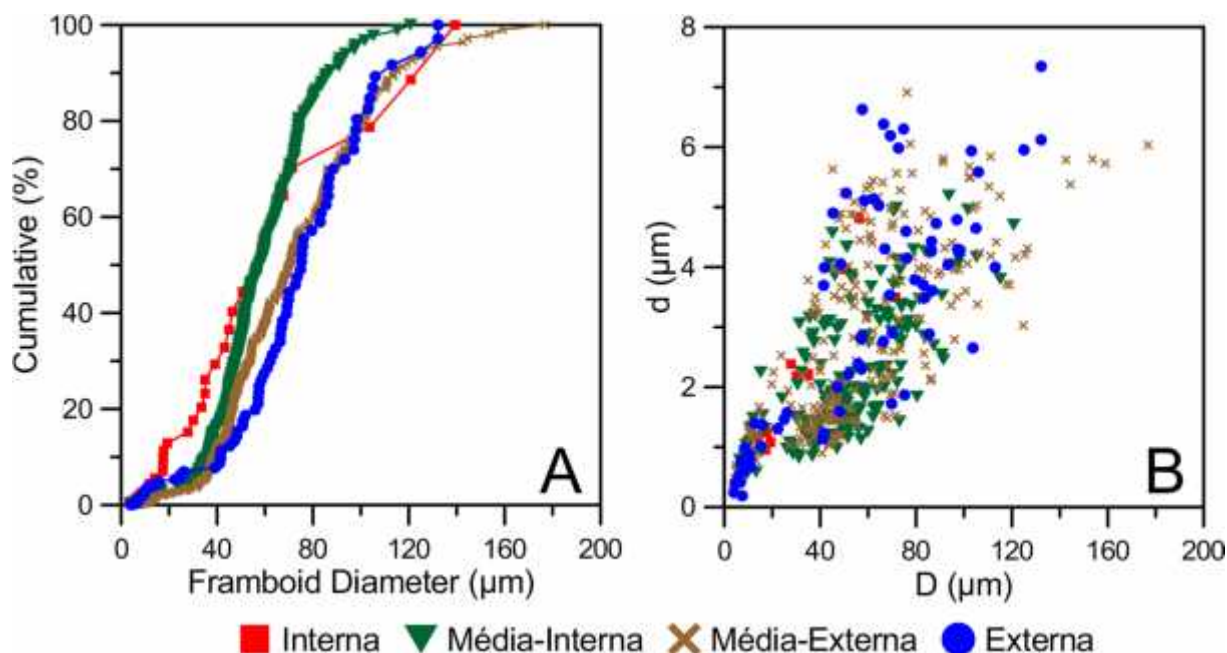 100
80
60
40
20
0
Cumulative (%)
A
0 40 80 120 160 200
Framboid Diameter (µm)
8
6
4
2
0
d (µm)
B
0 40 80 120 160 200
D (µm)
Interna Média-Interna Média-Externa Externa